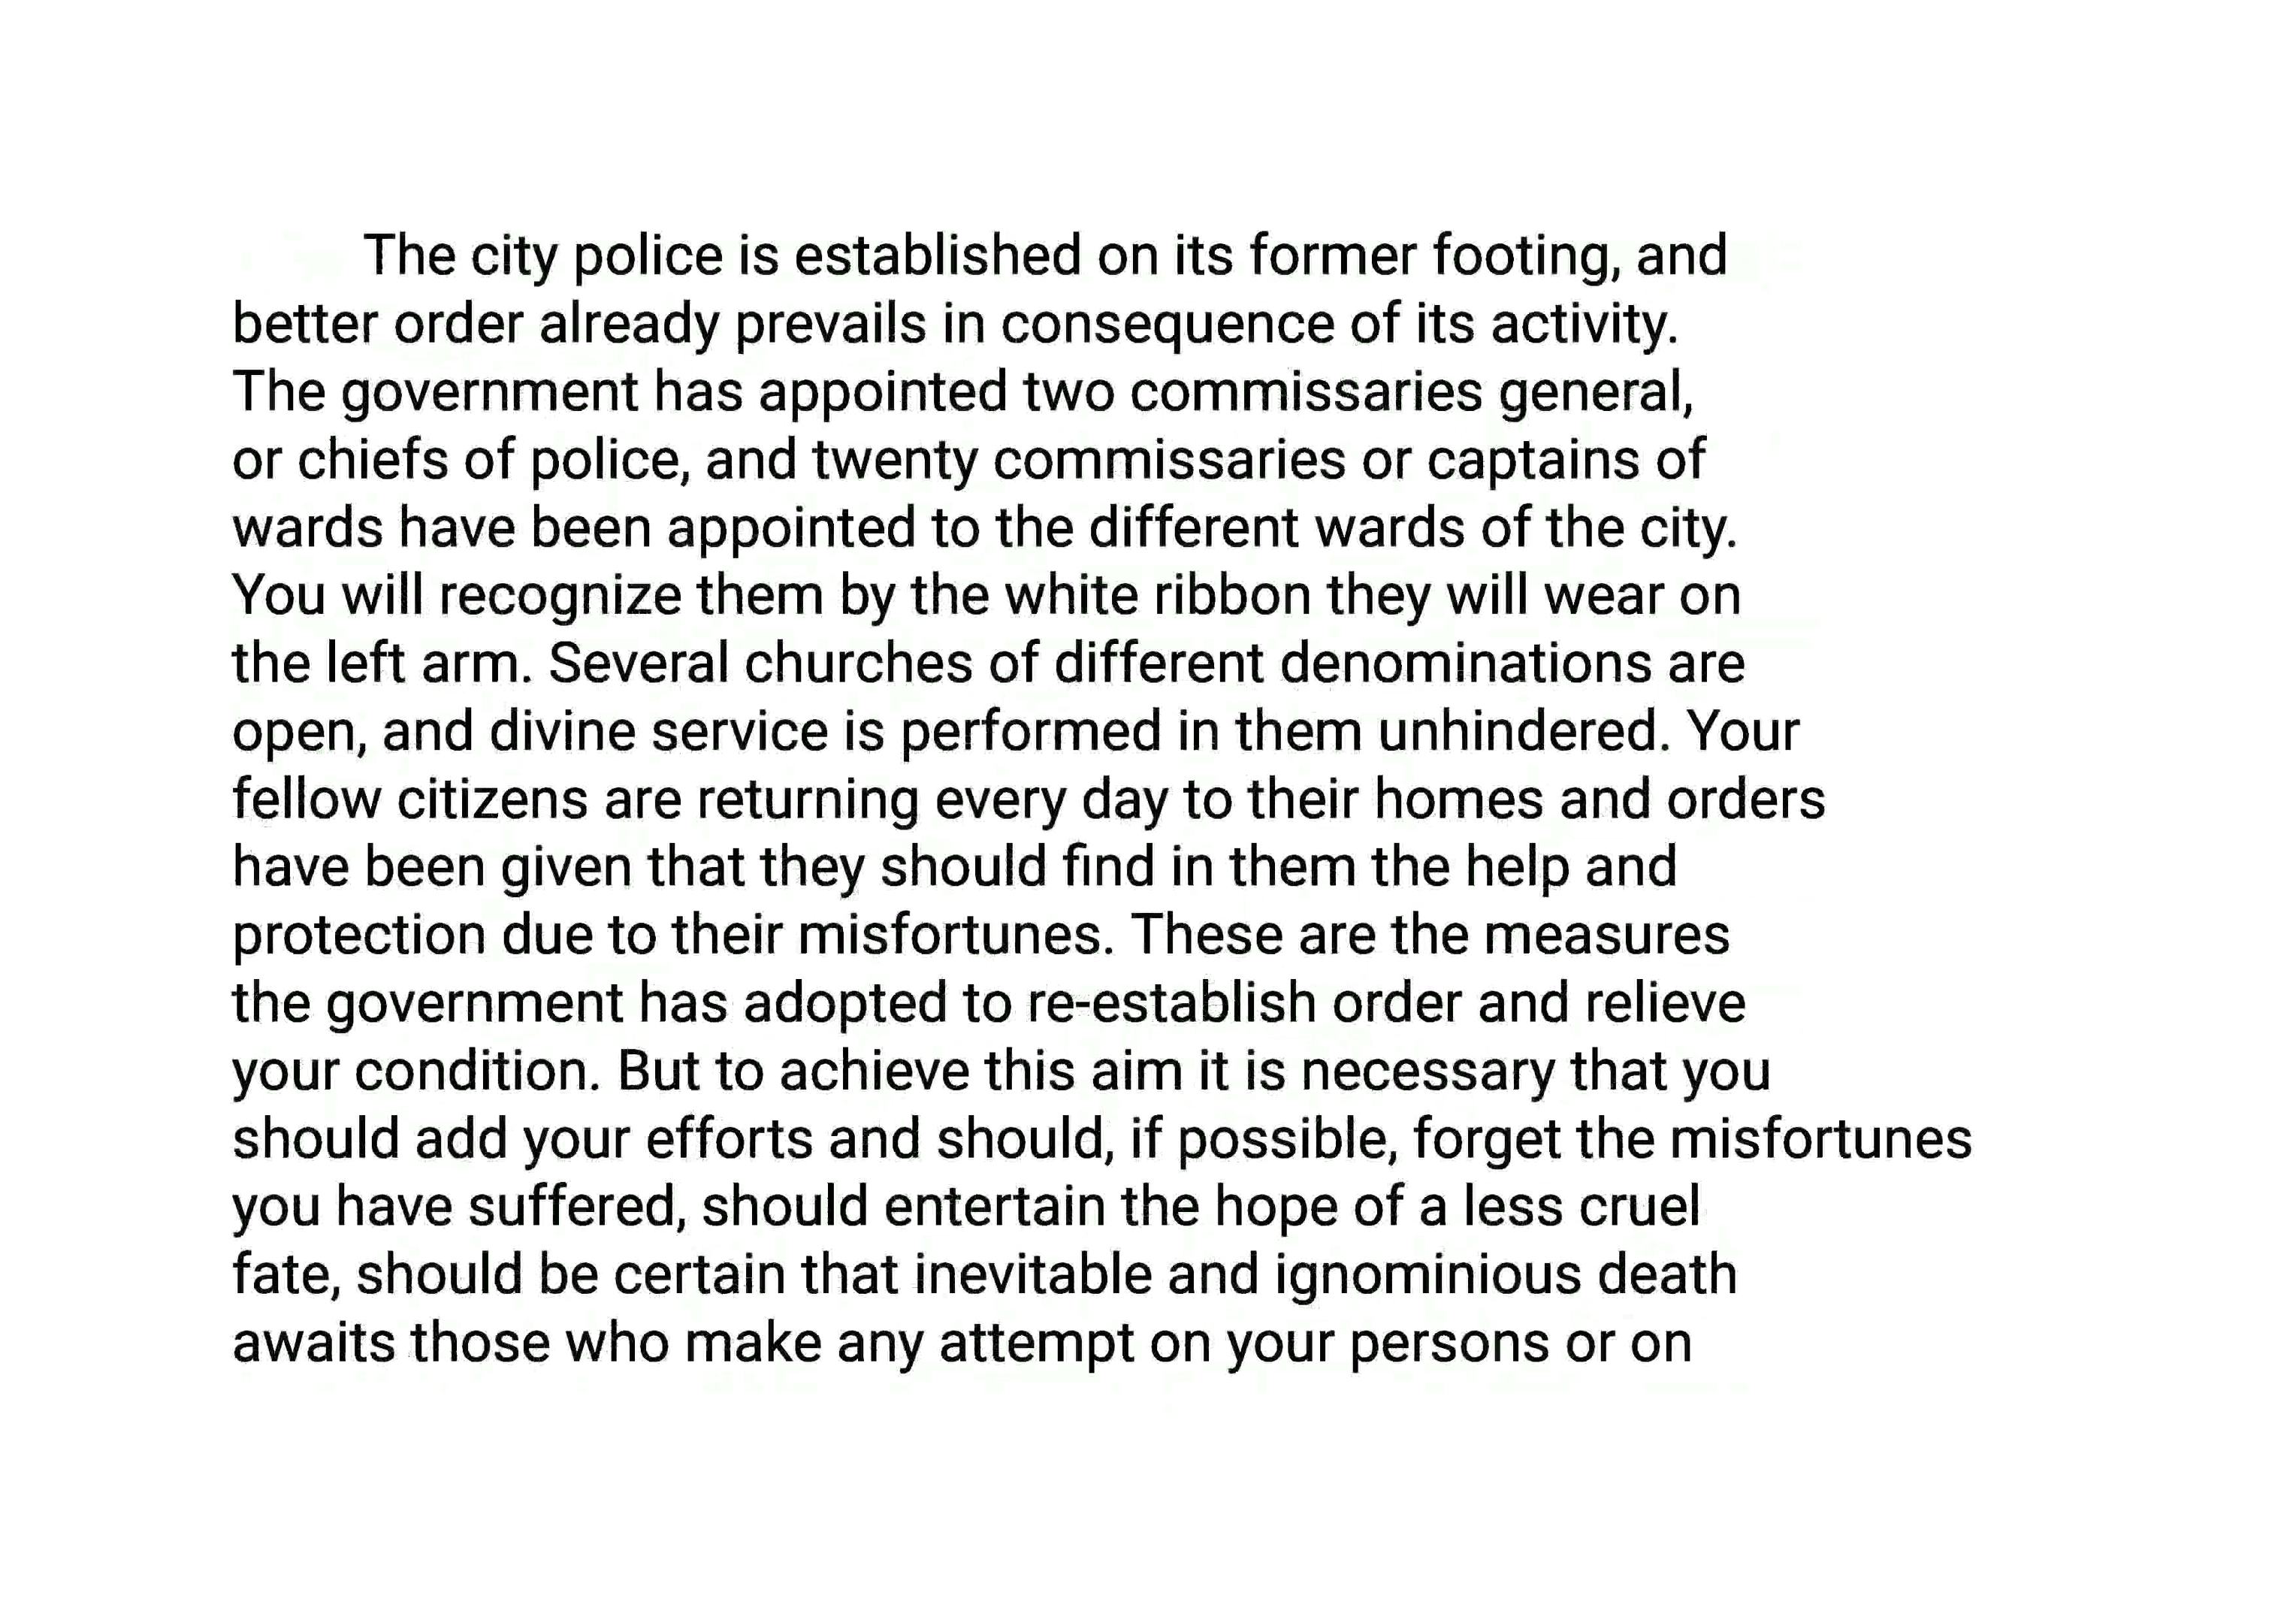 The city police is established on its former footing, and
better order already prevails in consequence of its activity.
The government has appointed two commissaries general,
or chiefs of police, and twenty commissaries or captains of
wards have been appointed to the different wards of the city.
You will recognize them by the white ribbon they will wear on
the left arm. Several churches of different denominations are
open, and divine service is performed in them unhindered. Your
fellow citizens are returning every day to their homes and orders
have been given that they should find in them the help and
protection due to their misfortunes. These are the measures
the government has adopted to re-establish order and relieve
your condition. But to achieve this aim it is necessary that you
should add your efforts and should, if possible, forget the misfortunes
you have suffered, should entertain the hope of a less cruel
fate, should be certain that inevitable and ignominious death
awaits those who make any attempt on your persons or on